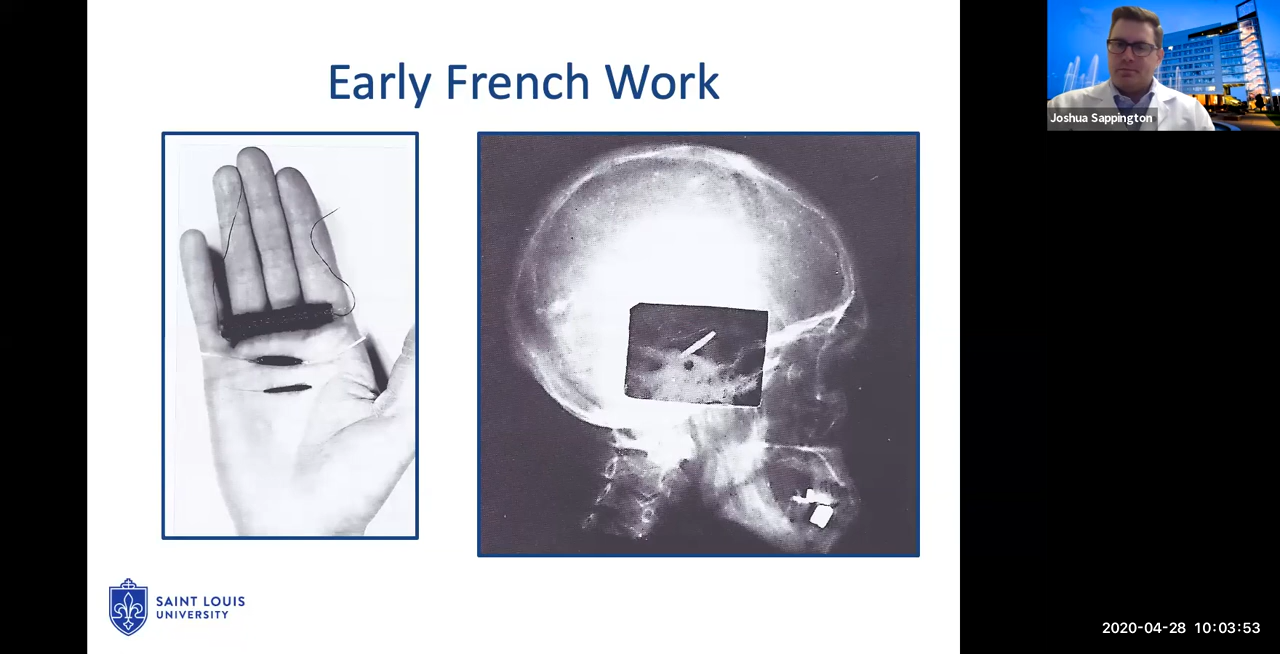 Early French Work
Joshua Sappington
SAINT LOUIS
UNIVERSITY
2020-04-28 10:03:53